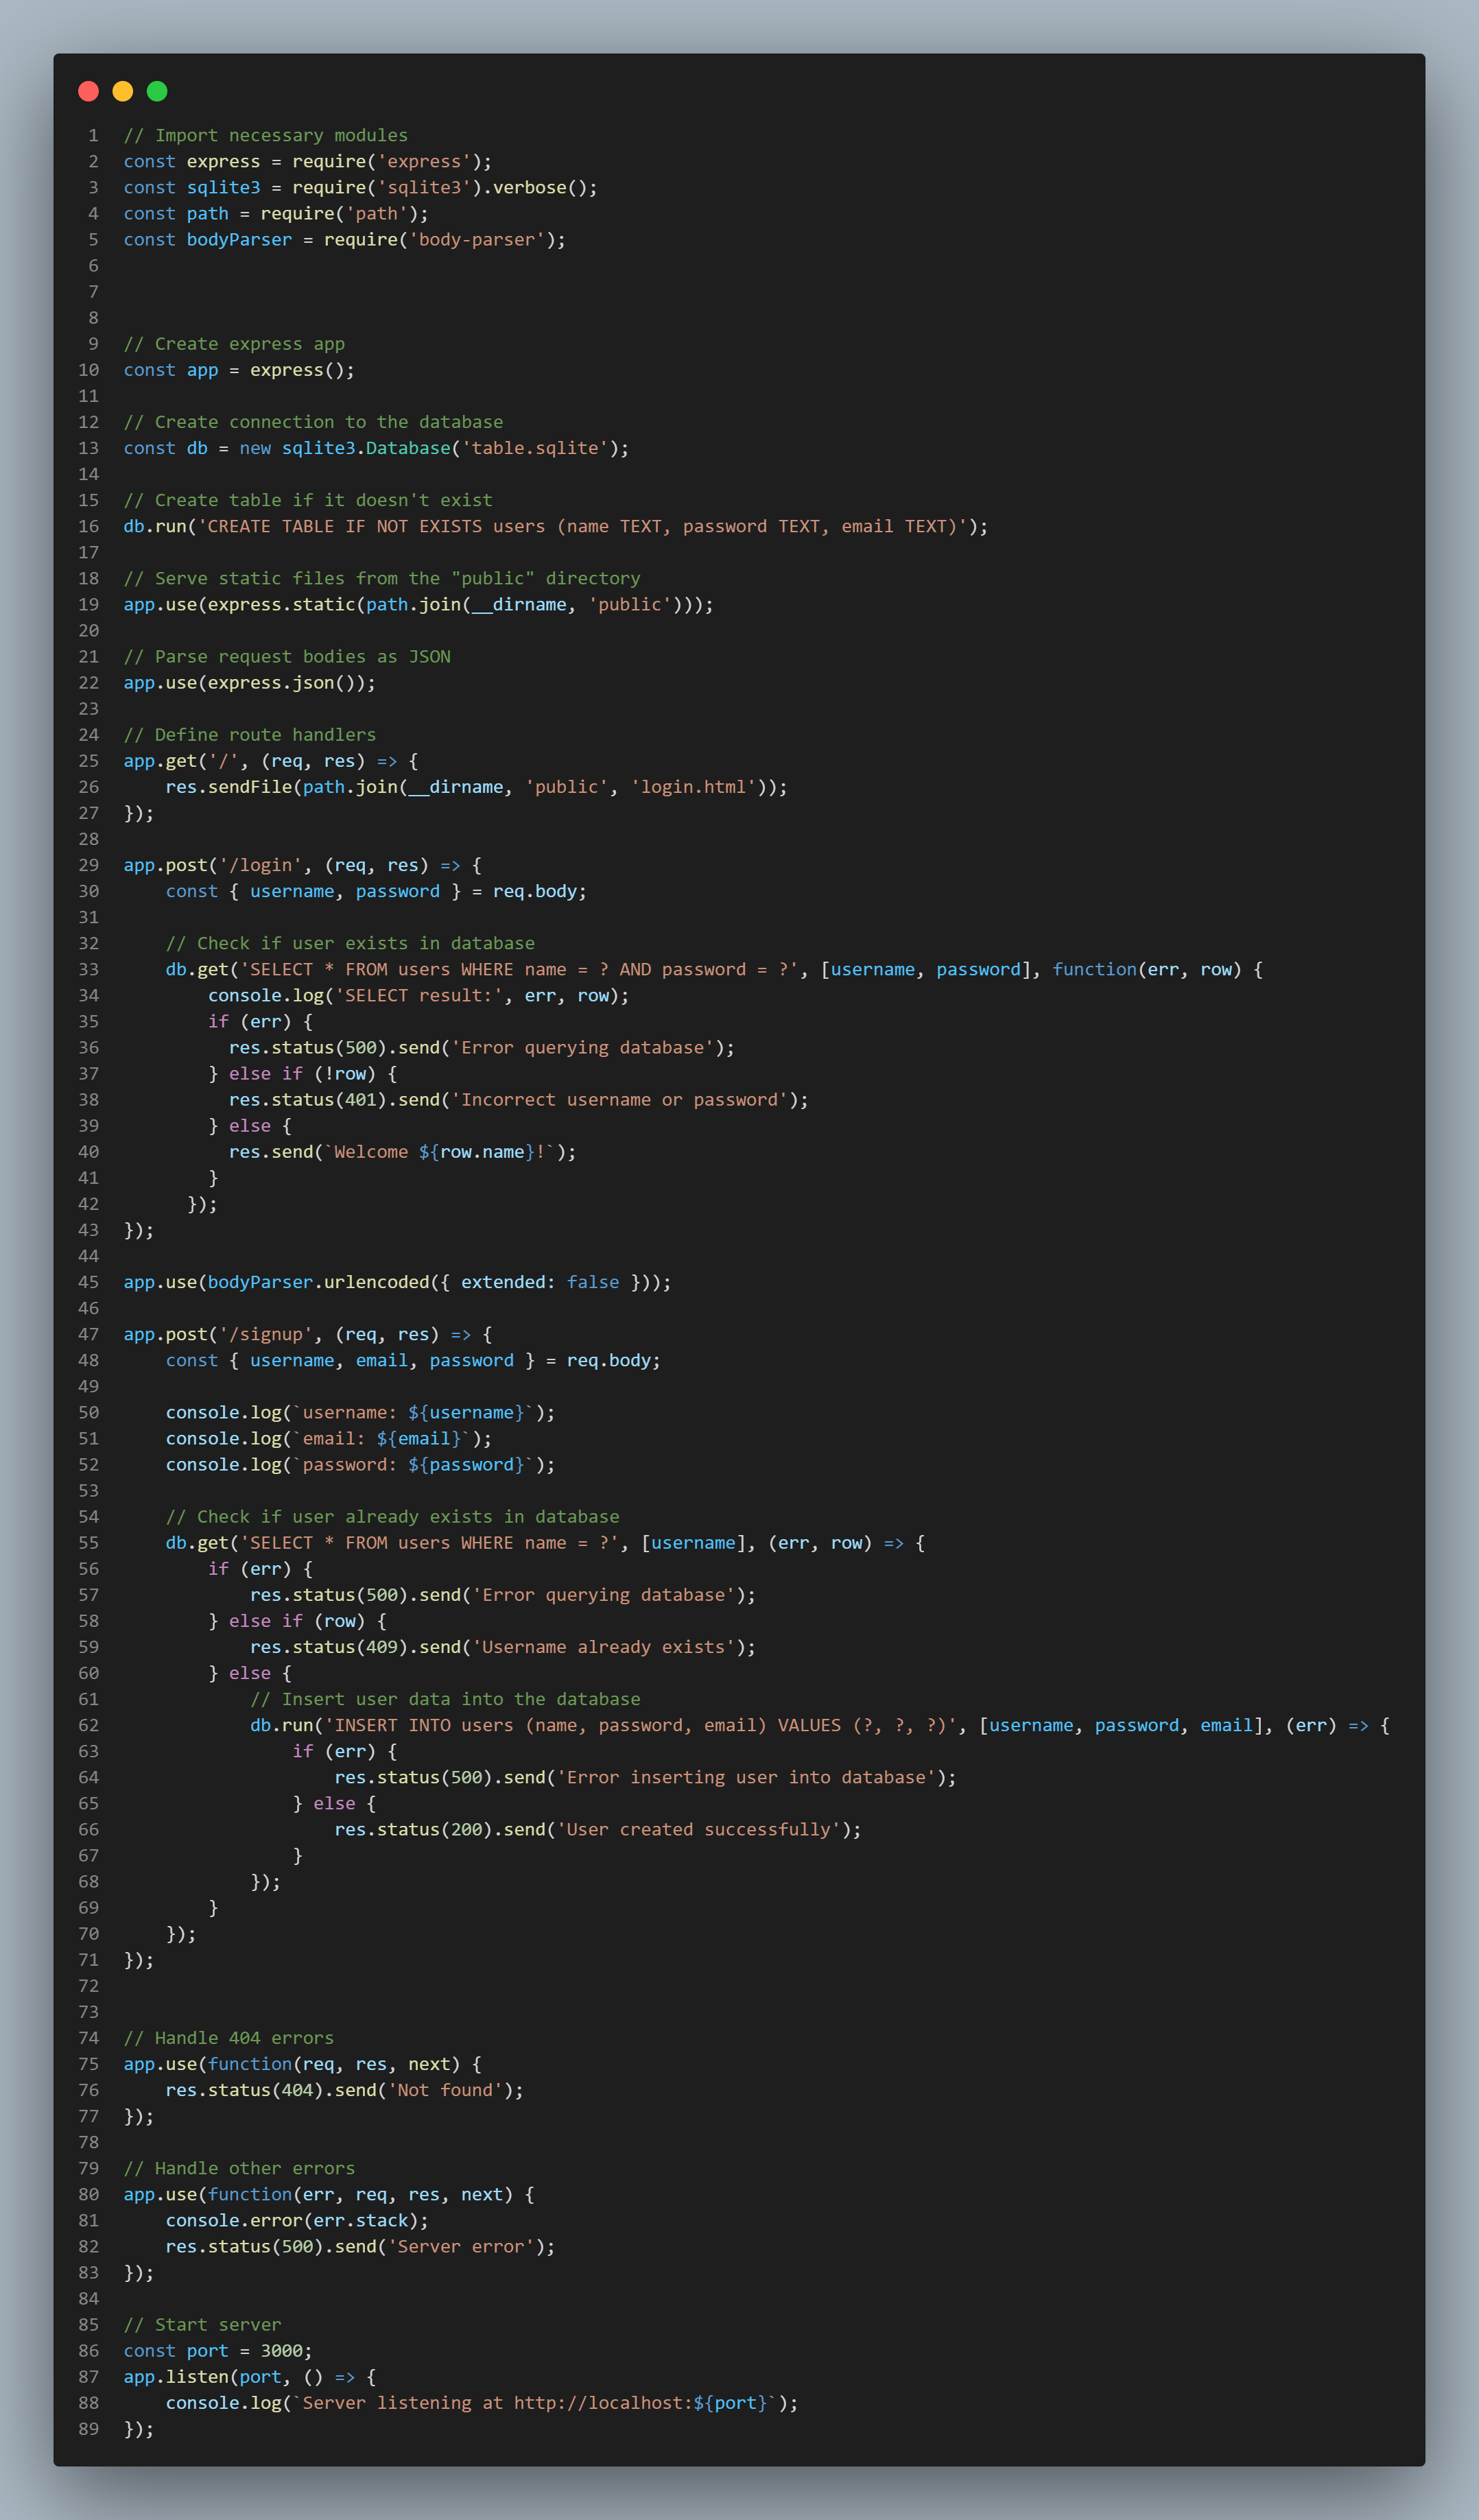 1 // Import necessary modules
2 const express = require('express');
3 const sqlite3 = require('sqlite3').verbose();
4 const path = require('path');
5 const bodyParser = require('body-parser');
6
7
8
9 // Create express app
10 const app = express();
11
12 // Create connection to the database
13 const db = new sqlite3.Database('table.sqlite');
14
15 // Create table if it doesn't exist
16 db.run('CREATE TABLE IF NOT EXISTS users (name TEXT, password TEXT, email TEXT)');
17
18 // Serve static files from the "public" directory
19 app.use(express.static(path.join(__dirname, 'public')));
20
21 // Parse request bodies as JSON
22 app.use(express.json());
23
24 // Define route handlers
25 app.get('/', (req, res) => {
26     res.sendFile(path.join(__dirname, 'public', 'login.html'));
27 });
28
29 app.post('/login', (req, res) => {
30     const { username, password } = req.body;
31
32     // Check if user exists in database
33     db.get('SELECT * FROM users WHERE name = ? AND password = ?', [username, password], function(err, row) {
34         console.log('SELECT result:', err, row);
35         if (err) {
36           res.status(500).send('Error querying database');
37         } else if (!row) {
38           res.status(401).send('Incorrect username or password');
39         } else {
40           res.send(`Welcome ${row.name}!`);
41         }
42       });
43 });
44
45 app.use(bodyParser.urlencoded({ extended: false }));
46
47 app.post('/signup', (req, res) => {
48     const { username, email, password } = req.body;
49
50     console.log(`username: ${username}`);
51     console.log(`email: ${email}`);
52     console.log(`password: ${password}`);
53
54     // Check if user already exists in database
55     db.get('SELECT * FROM users WHERE name = ?', [username], (err, row) => {
56         if (err) {
57             res.status(500).send('Error querying database');
58         } else if (row) {
59             res.status(409).send('Username already exists');
60         } else {
61             // Insert user data into the database
62             db.run('INSERT INTO users (name, password, email) VALUES (?, ?, ?)', [username, password, email], (err) => {
63                 if (err) {
64                     res.status(500).send('Error inserting user into database');
65                 } else {
66                     res.status(200).send('User created successfully');
67                 }
68             });
69         }
70     });
71 });
72
73
74 // Handle 404 errors
75 app.use(function(req, res, next) {
76     res.status(404).send('Not found');
77 });
78
79 // Handle other errors
80 app.use(function(err, req, res, next) {
81     console.error(err.stack);
82     res.status(500).send('Server error');
83 });
84
85 // Start server
86 const port = 3000;
87 app.listen(port, () => {
88     console.log(`Server listening at http://localhost:${port}`);
89 });